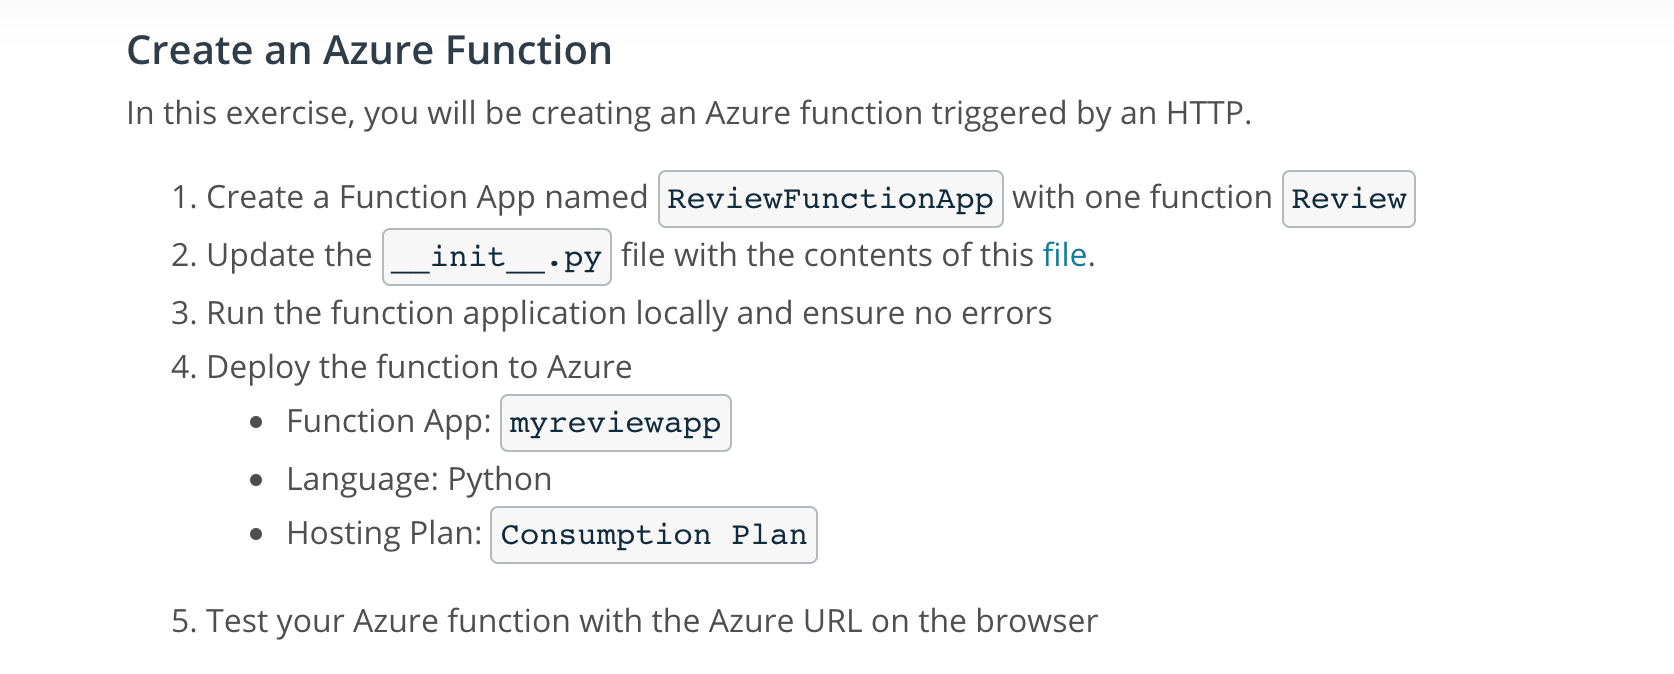 Create an Azure Function
In this exercise, you will be creating an Azure function triggered by an HTTP.
1. Create a Function App named ReviewFunctionApp with one function Review
2. Update the __init__.py file with the contents of this file.
3. Run the function application locally and ensure no errors
4. Deploy the function to Azure
• Function App: myreviewapp
• Language: Python
• Hosting Plan: Consumption Plan
5. Test your Azure function with the Azure URL on the browser